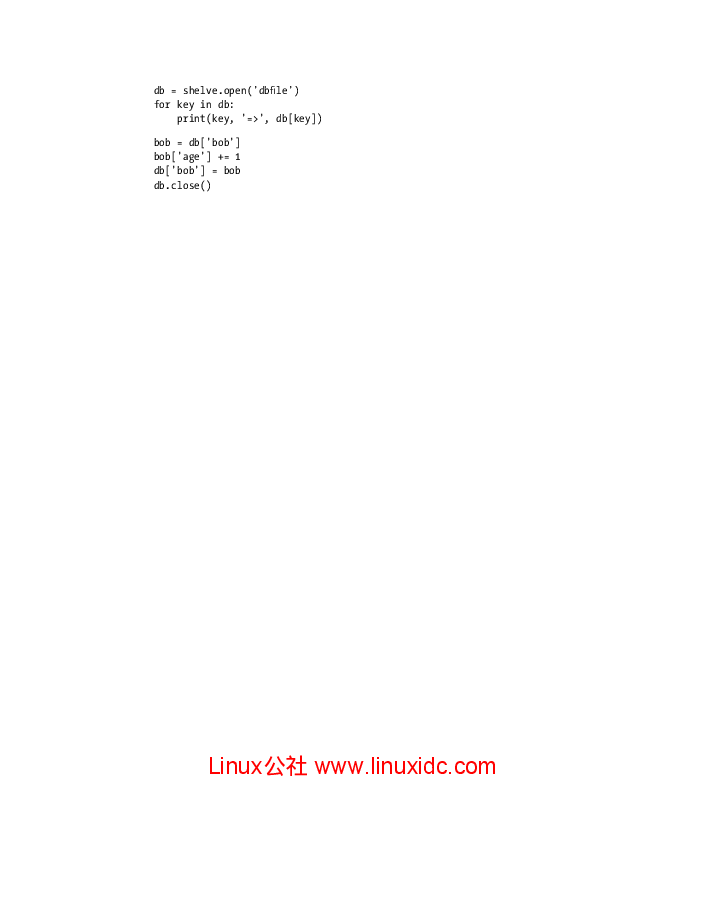 db = shelve.open('dbfile')
for key in db:
    print(key, '=>', db[key])
bob = db['bob']
bob['age'] += 1
db['bob'] = bob
db.close()
Linux公社 www.linuxidc.com